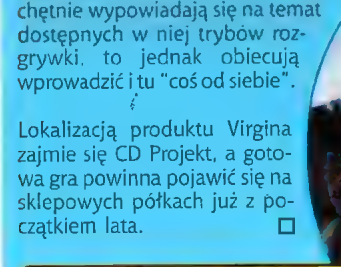 chętnie wypowiadają się na temat
dostępnych w niej trybów roz-
grywki, to jednak obiecują
wprowadzić i tu "coś od siebie".
Lokalizacją produktu Virgina
zajmie się CD Projekt, a goto-
wa gra powinna pojawić się na
sklepowych półkach już z po-
czątkiem lata.